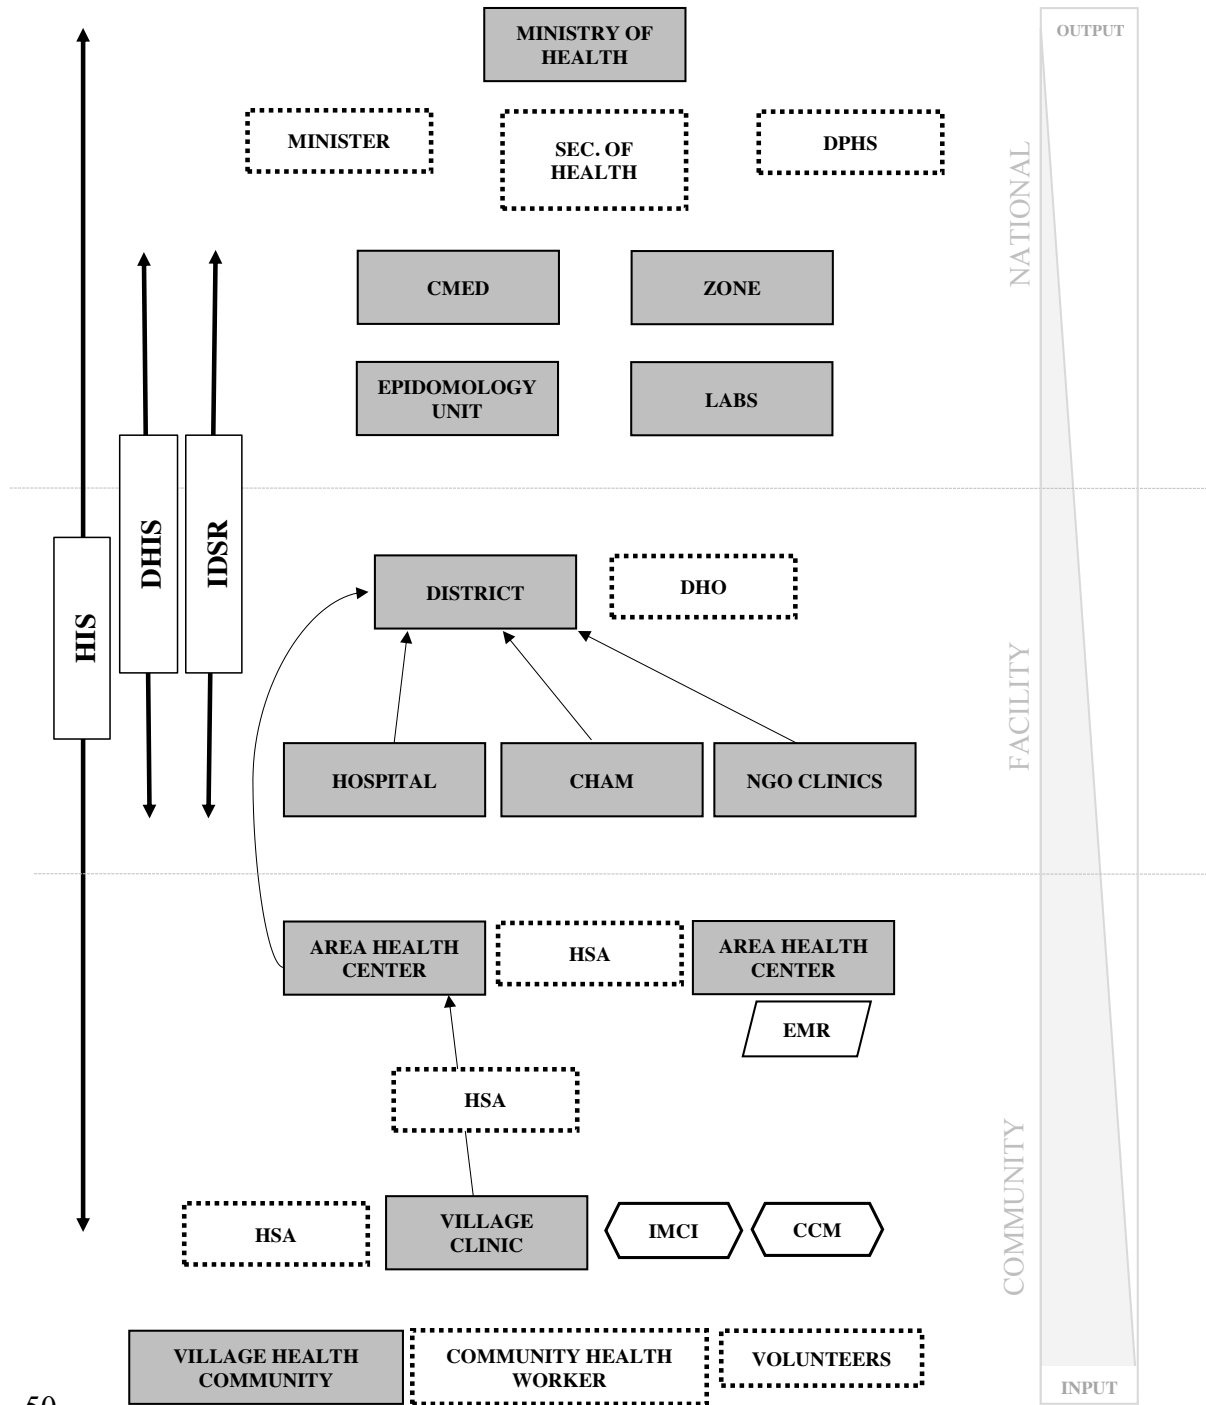 MINISTRY OF
HEALTH
OUTPUT
MINISTER
SEC. OF
HEALTH
DPHS
NATIONAL
CMED
ZONE
EPIDOMOLOGY
UNIT
LABS
HIS
DHIS
IDSR
DISTRICT
DHO
FACILITY
HOSPITAL
CHAM
NGO CLINICS
AREA HEALTH
CENTER
HSA
AREA HEALTH
CENTER
EMR
HSA
COMMUNITY
HSA
VILLAGE
CLINIC
IMCI
CCM
VILLAGE HEALTH
COMMUNITY
COMMUNITY HEALTH
WORKER
VOLUNTEERS
INPUT